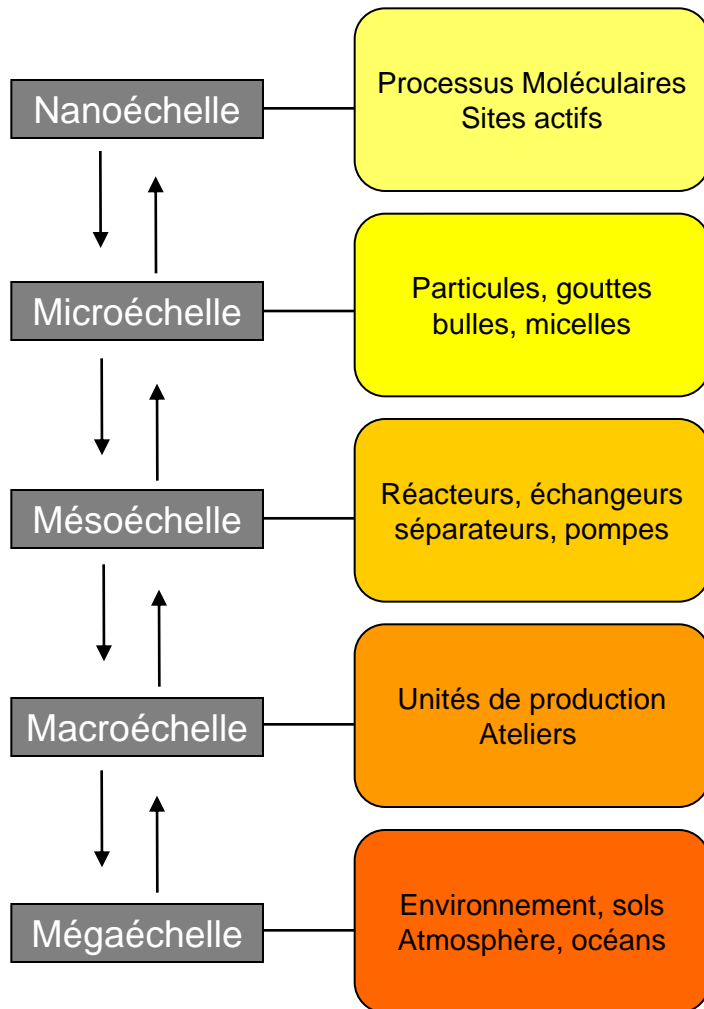 Nanoéchelle
Processus Moléculaires
Sites actifs
Microéchelle
Particules, gouttes
bulles, micelles
Mésoéchelle
Réacteurs, échangeurs
séparateurs, pompes
Macroéchelle
Unités de production
Ateliers
Mégaéchelle
Environnement, sols
Atmosphère, océans